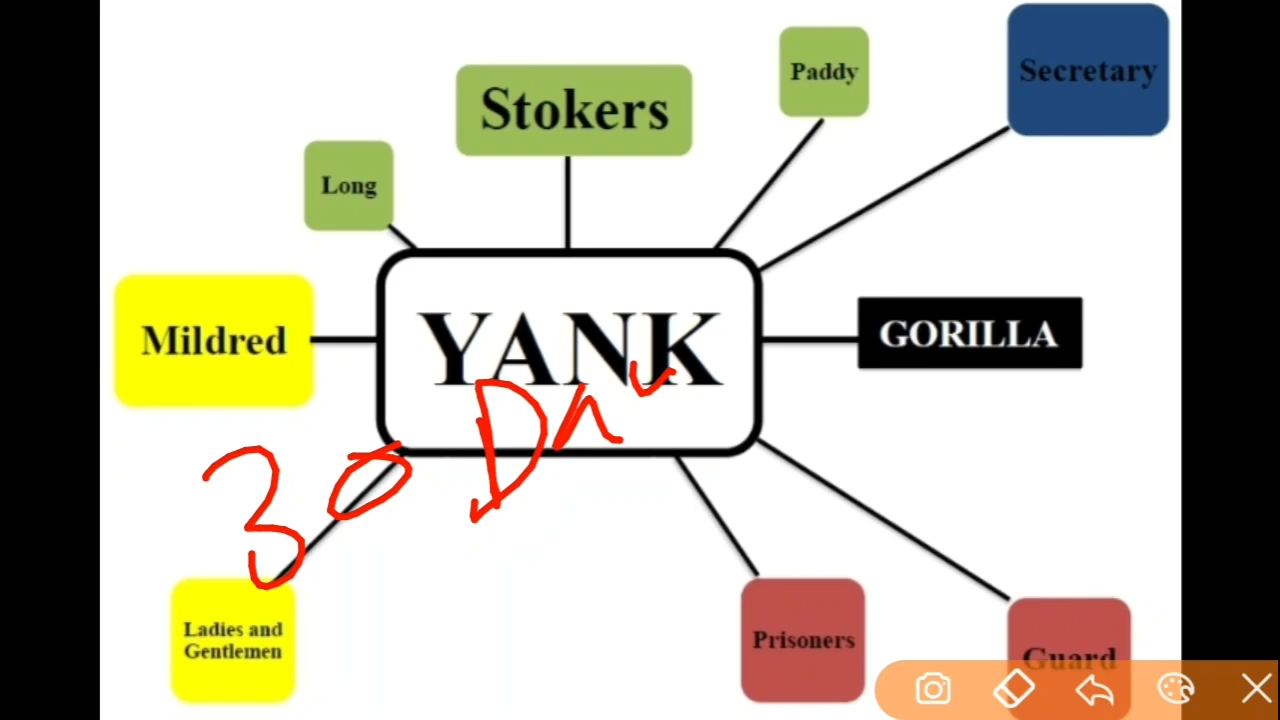 Paddy
Secretary
Stokers
Long
YANK
GORILLA
Mildred
30
Ladies and
Gentlemen
Prisoners
Guard